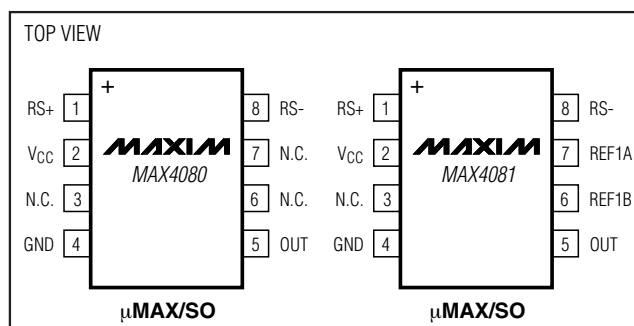 TOP VIEW
+
RS+ 1
8 RS-
VCC 2
MAXIM
7 N.C.
MAX4080
N.C. 3
6 N.C.
GND 4
5 OUT
μMAX/SO
+
RS+ 1
8 RS-
VCC 2
MAXIM
7 REF1A
MAX4081
N.C. 3
6 REF1B
GND 4
5 OUT
μMAX/SO